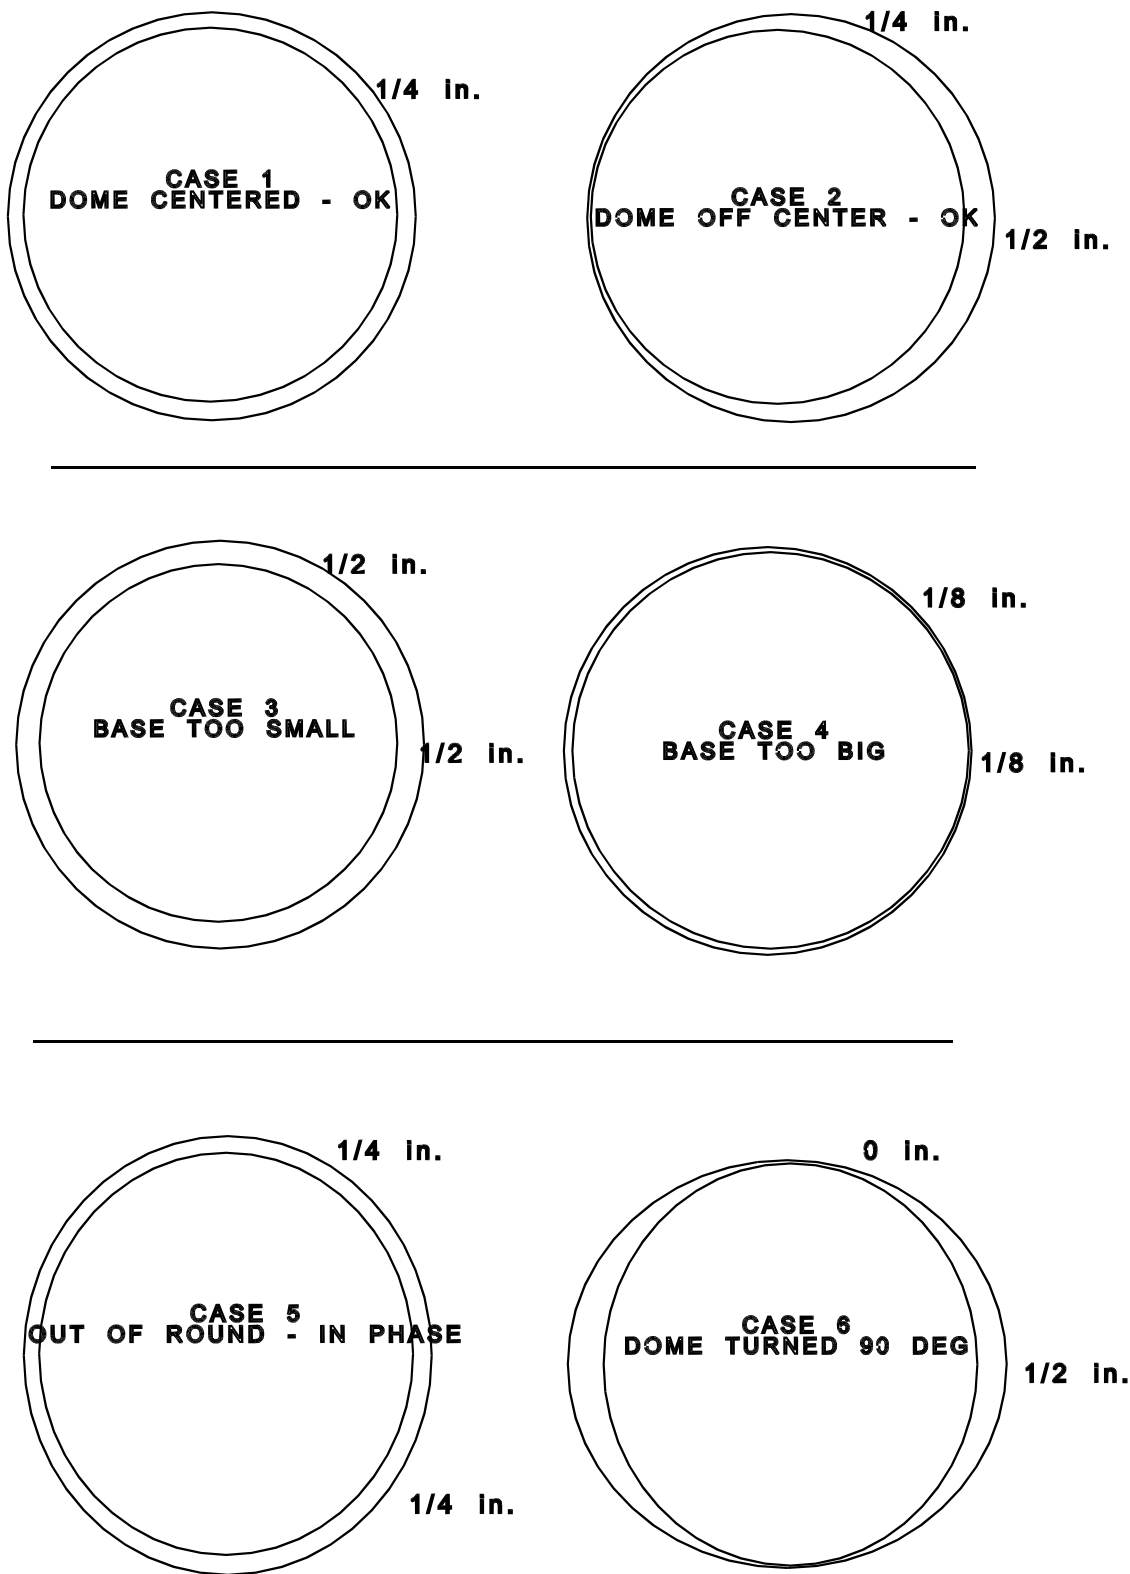 1/4 in.
CASE 1
DOME CENTERED - OK
1/4 in.
CASE 2
DOME OFF CENTER - OK
1/2 in.
1/2 in.
CASE 3
BASE TOO SMALL
1/2 in.
1/8 in.
CASE 4
BASE TOO BIG
1/8 in.
1/4 in.
CASE 5
OUT OF ROUND - IN PHASE
1/4 in.
0 in.
CASE 6
DOME TURNED 90 DEG
1/2 in.